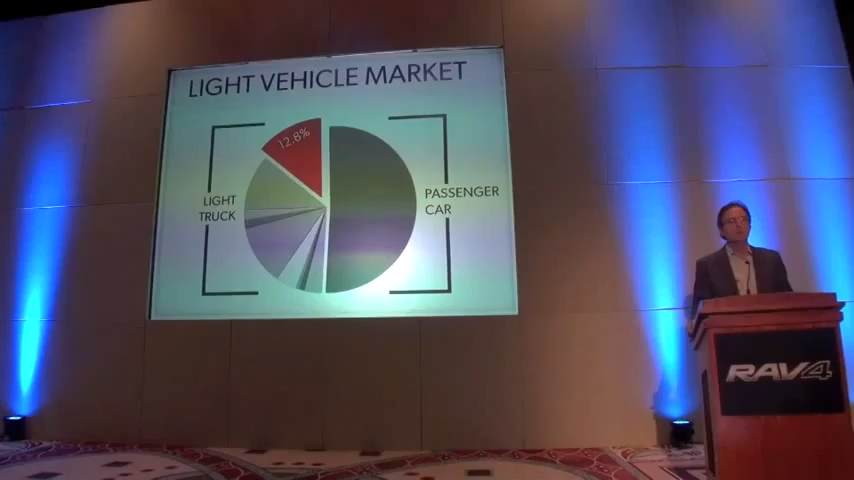 LIGHT VEHICLE MARKET
12.8%
LIGHT
TRUCK
PASSENGER
CAR
RAV4